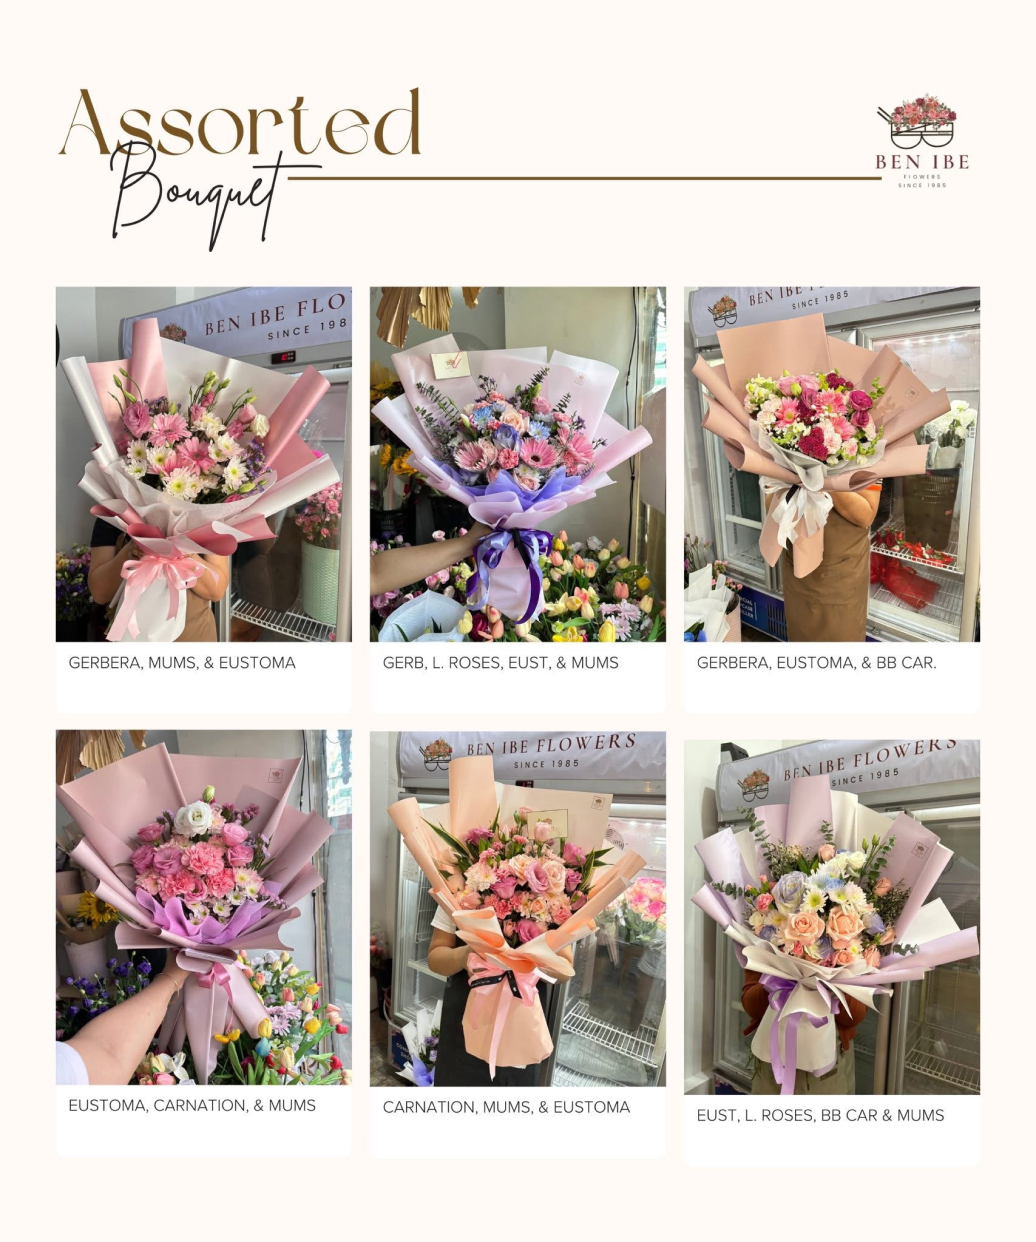 Assorted
Bouquet
BEN IBE
FLOWERS
SINCE 1985
BEN IBE FLO
SINCE 198
BEN IBE
SINCE 1985
GERBERA, MUMS, & EUSTOMA
GERB, L. ROSES, EUST, & MUMS
GERBERA, EUSTOMA, & BB CAR.
BEN IBE FLOWERS
SINCE 1985
BEN IBE FLOWERS
SINCE 1985
EUSTOMA, CARNATION, & MUMS
CARNATION, MUMS, & EUSTOMA
EUST, L. ROSES, BB CAR & MUMS